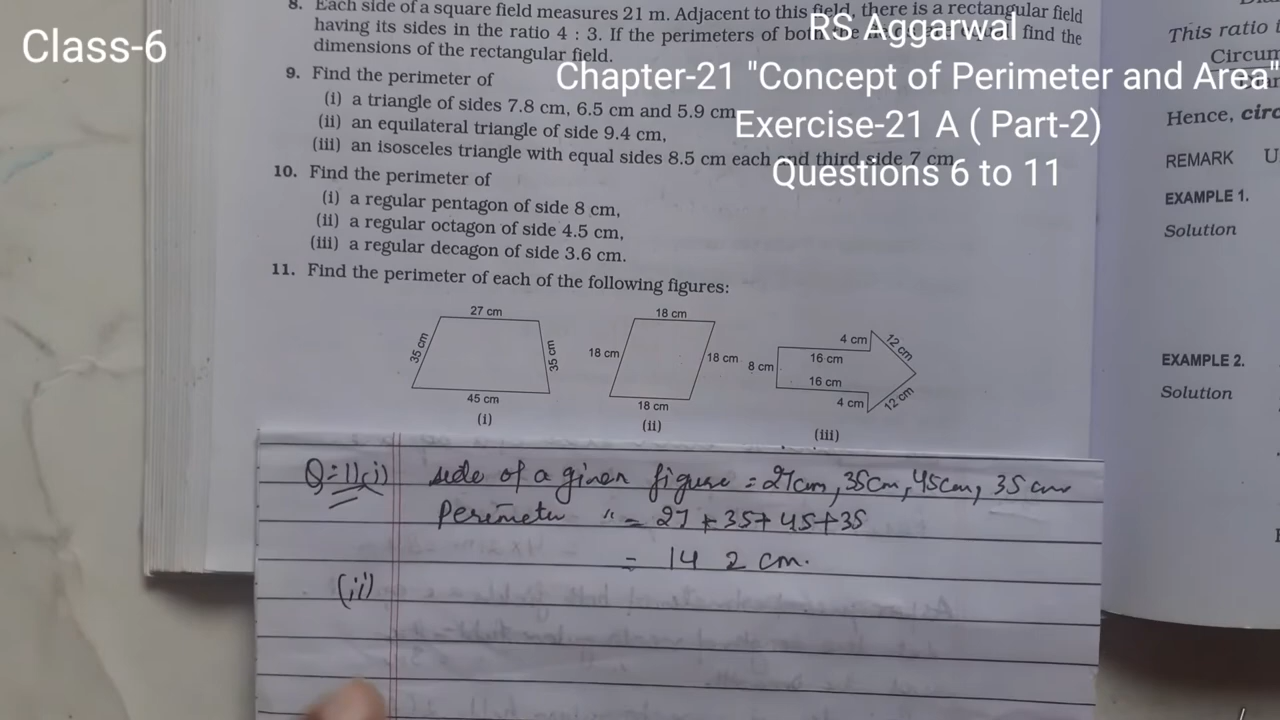 Class-6
RS Aggarwal
Chapter-21 "Concept of Perimeter and Area"
Exercise-21 A ( Part-2)
Questions 6 to 11
8. Each side of a square field measures 21 m. Adjacent to this field, there is a rectangular field
having its sides in the ratio 4 : 3. If the perimeters of both the find the
dimensions of the rectangular field.
9. Find the perimeter of
(i) a triangle of sides 7.8 cm, 6.5 cm and 5.9 cm
(ii) an equilateral triangle of side 9.4 cm,
(iii) an isosceles triangle with equal sides 8.5 cm each and third side 7 cm
10. Find the perimeter of
(i) a regular pentagon of side 8 cm,
(ii) a regular octagon of side 4.5 cm,
(iii) a regular decagon of side 3.6 cm.
11. Find the perimeter of each of the following figures:
27 cm
35 cm
35 cm
45 cm
(i)
18 cm
18 cm
18 cm
18 cm
(ii)
4 cm
12 cm
16 cm
8 cm
16 cm
4 cm
12 cm
(iii)
Q=11(i) side of a given figure = 27cm, 35cm, 45cm, 35 cm
Perimeter " = 27 + 35 + 45 + 35
= 14 2 cm.
(ii)
This ratio
Circum
Hence, circ
REMARK U
EXAMPLE 1.
Solution
EXAMPLE 2.
Solution